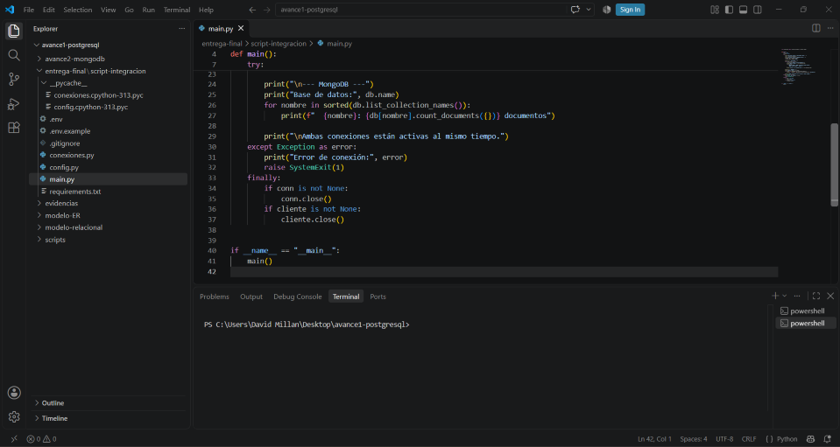 File Edit Selection View Go Run Terminal Help
avance1-postgresql
Sign In
Explorer
avance1-postgresql
avance2-mongodb
entrega-final \ script-integracion
__pycache__
conexiones.cpython-313.pyc
config.cpython-313.pyc
.env
.env.example
.gitignore
conexiones.py
config.py
main.py
requirements.txt
evidencias
modelo-ER
modelo-relacional
scripts
Outline
Timeline
main.py
entrega-final > script-integracion > main.py
4 def main():
7 try:
23
24 print("\n--- MongoDB ---")
25 print("Base de datos:", db.name)
26 for nombre in sorted(db.list_collection_names()):
27 print(f" {nombre}: {db[nombre].count_documents({})} documentos")
28
29 print("\nAmbas conexiones están activas al mismo tiempo.")
30 except Exception as error:
31 print("Error de conexión:", error)
32 raise SystemExit(1)
33 finally:
34 if conn is not None:
35 conn.close()
36 if cliente is not None:
37 cliente.close()
38
39
40 if __name__ == "__main__":
41 main()
42
Problems Output Debug Console Terminal Ports
PS C:\Users\David Millan\Desktop\avance1-postgresql>
powershell
powershell
0 0
Ln 42, Col 1 Spaces: 4 UTF-8 CRLF {} Python